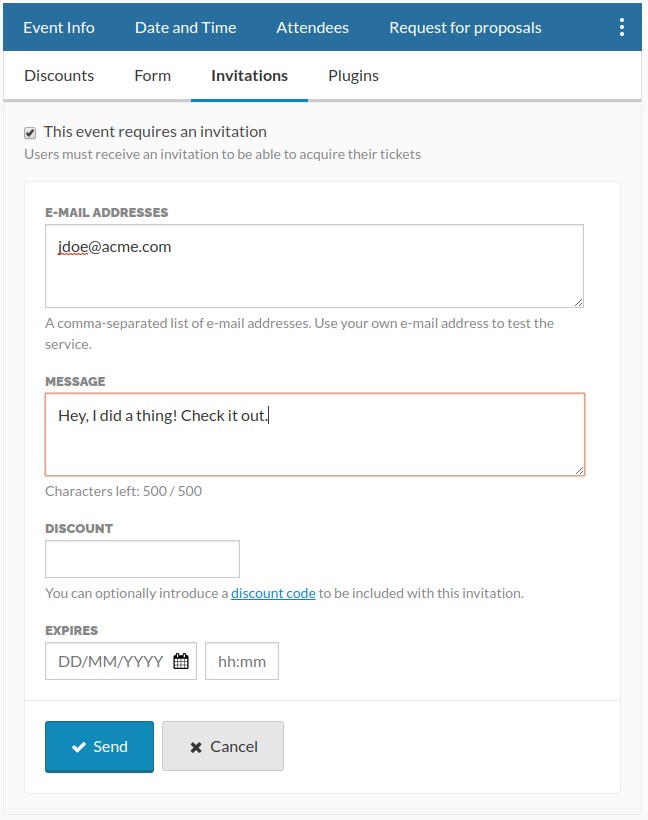 Event Info Date and Time Attendees Request for proposals
Discounts Form Invitations Plugins
This event requires an invitation
Users must receive an invitation to be able to acquire their tickets
E-MAIL ADDRESSES
jdoe@acme.com
A comma-separated list of e-mail addresses. Use your own e-mail address to test the
service.
MESSAGE
Hey, I did a thing! Check it out.
Characters left: 500 / 500
DISCOUNT
You can optionally introduce a discount code to be included with this invitation.
EXPIRES
DD/MM/YYYY hh:mm
Send Cancel